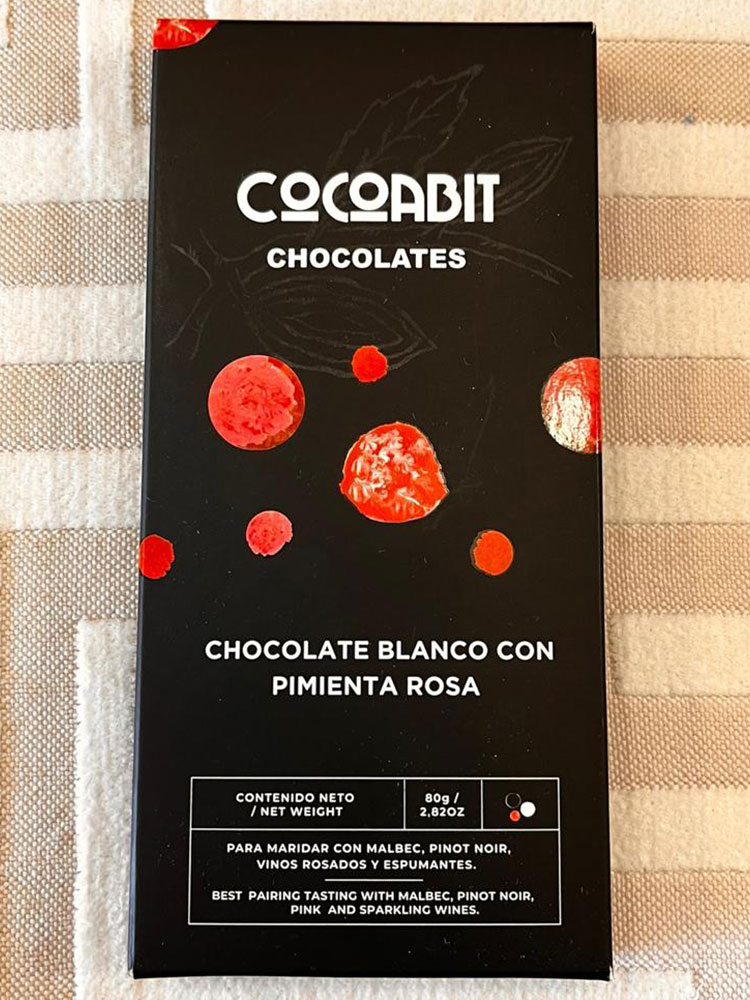 COCOABIT
CHOCOLATES
CHOCOLATE BLANCO CON
PIMIENTA ROSA
CONTENIDO NETO
/ NET WEIGHT
80g /
2,82OZ
PARA MARIDAR CON MALBEC, PINOT NOIR,
VINOS ROSADOS Y ESPUMANTES.
BEST PAIRING TASTING WITH MALBEC, PINOT NOIR,
PINK AND SPARKLING WINES.